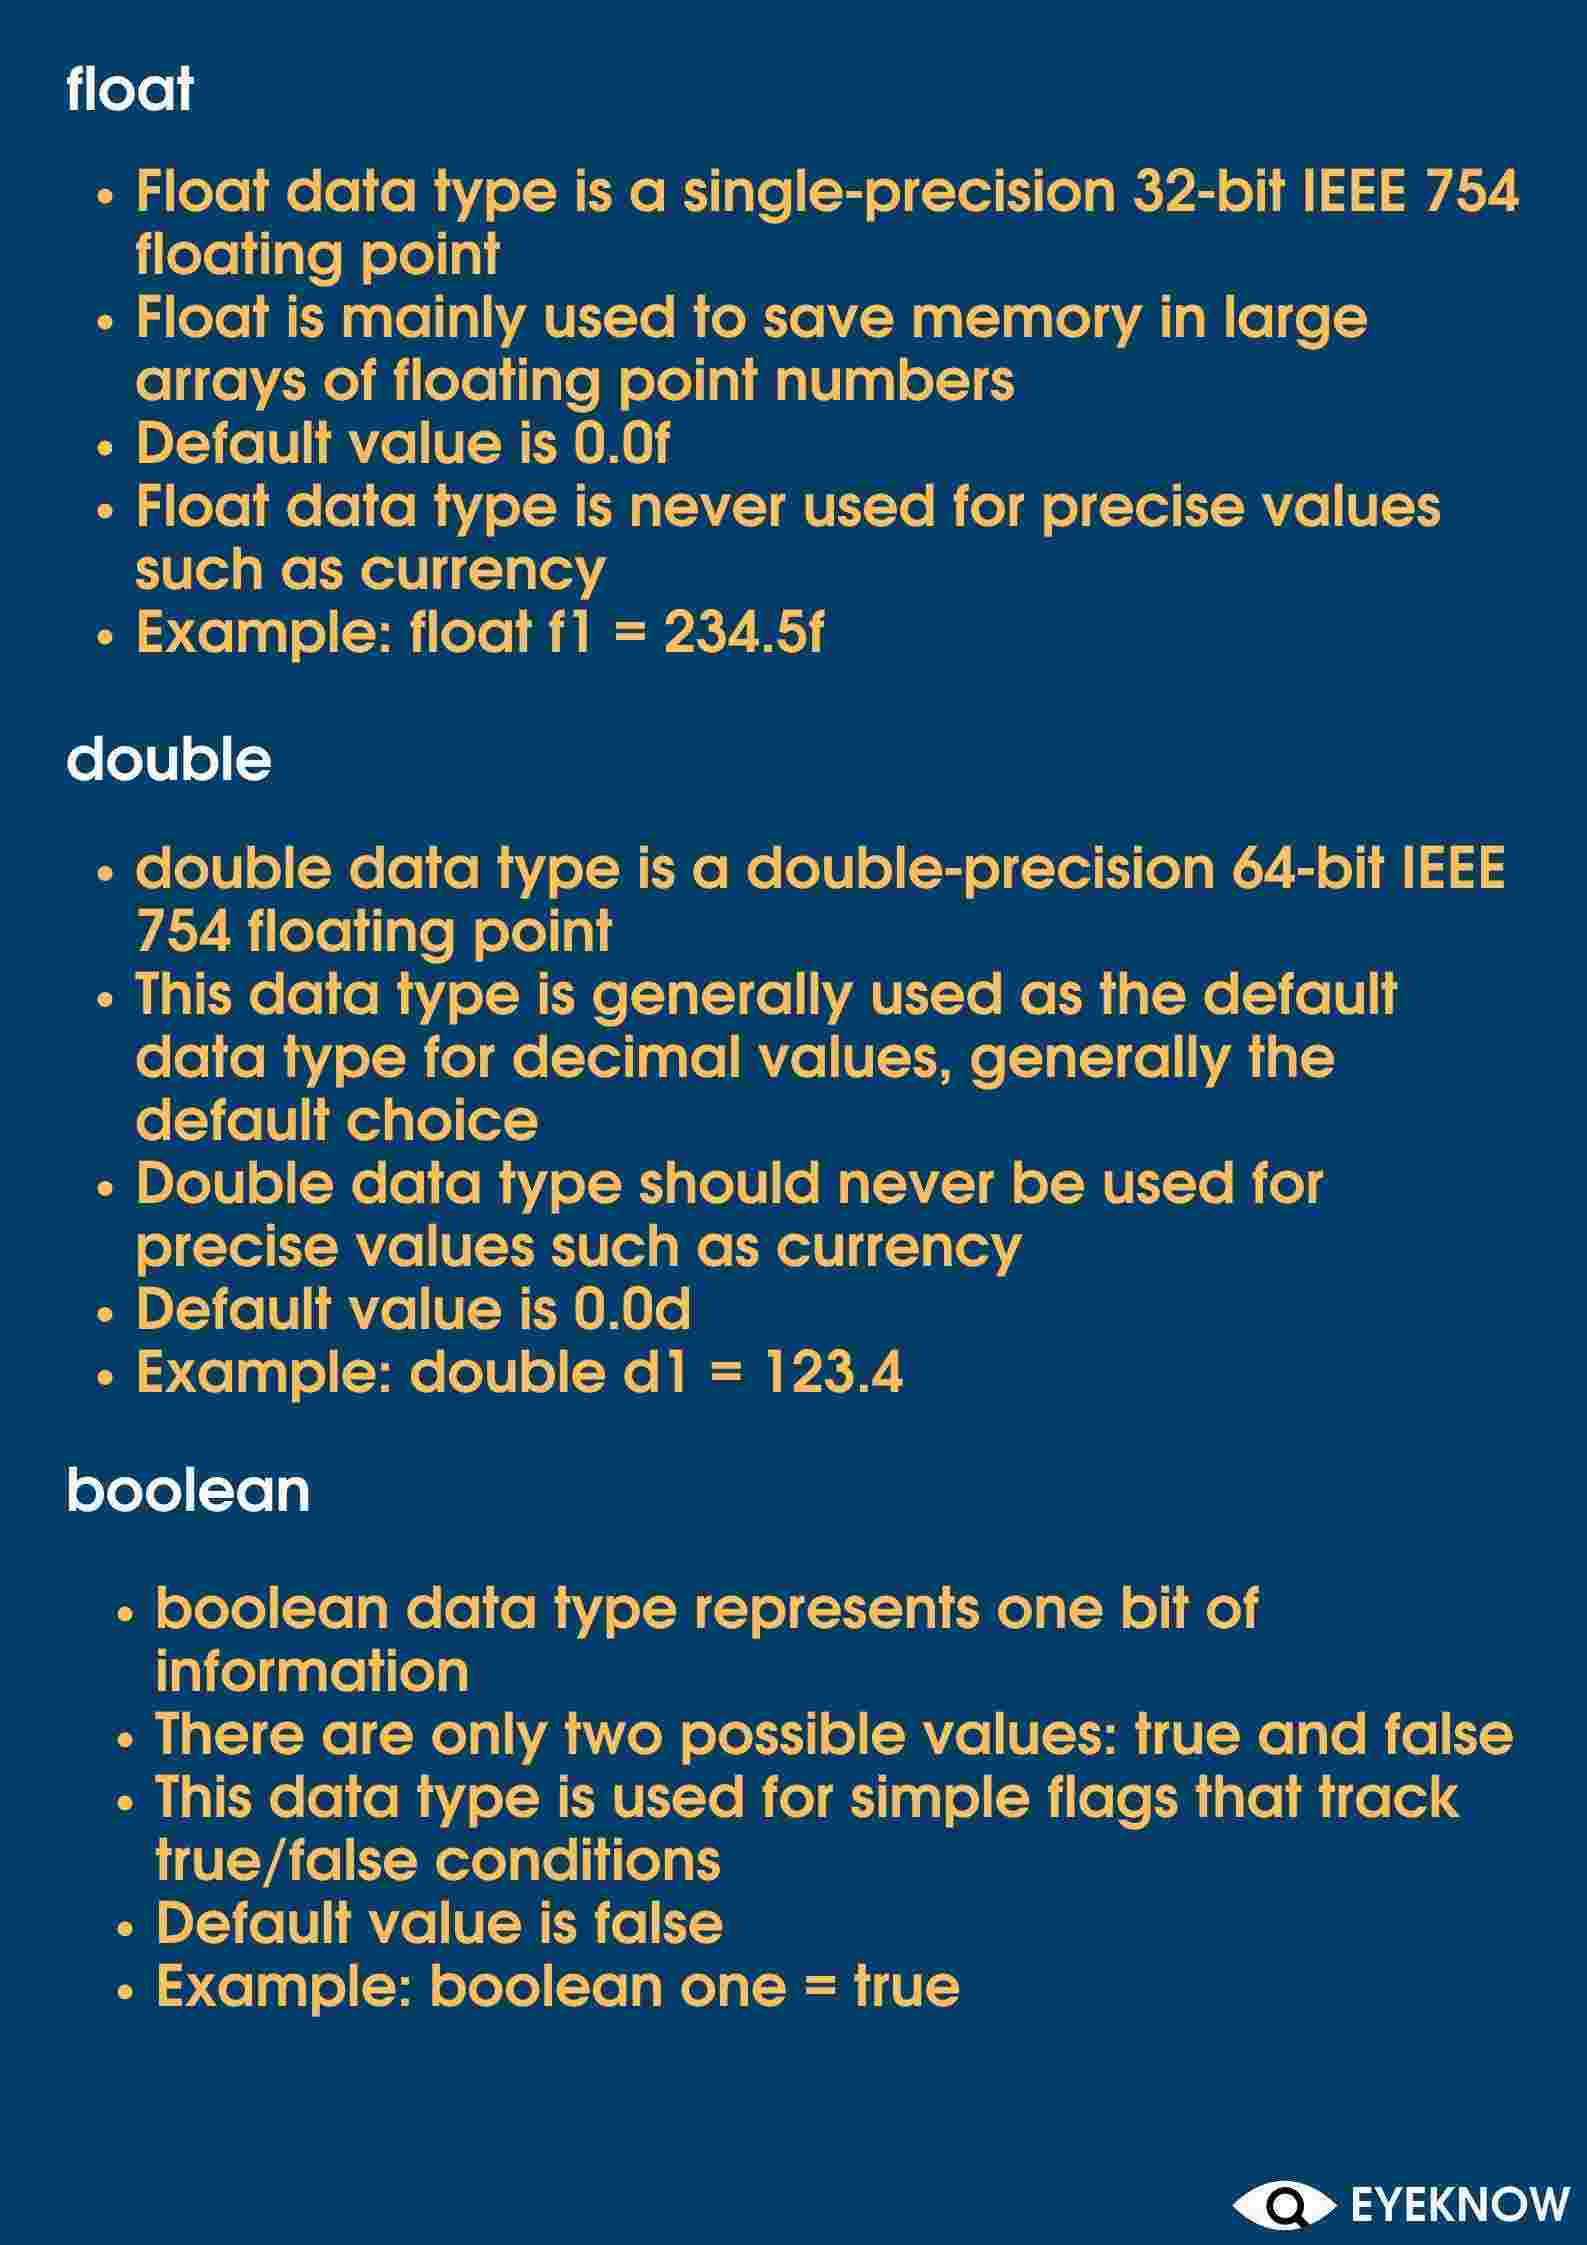 float
• Float data type is a single-precision 32-bit IEEE 754
floating point
• Float is mainly used to save memory in large
arrays of floating point numbers
• Default value is 0.0f
• Float data type is never used for precise values
such as currency
• Example: float f1 = 234.5f
double
• double data type is a double-precision 64-bit IEEE
754 floating point
• This data type is generally used as the default
data type for decimal values, generally the
default choice
• Double data type should never be used for
precise values such as currency
• Default value is 0.0d
• Example: double d1 = 123.4
boolean
• boolean data type represents one bit of
information
• There are only two possible values: true and false
• This data type is used for simple flags that track
true/false conditions
• Default value is false
• Example: boolean one = true
EYEKNOW